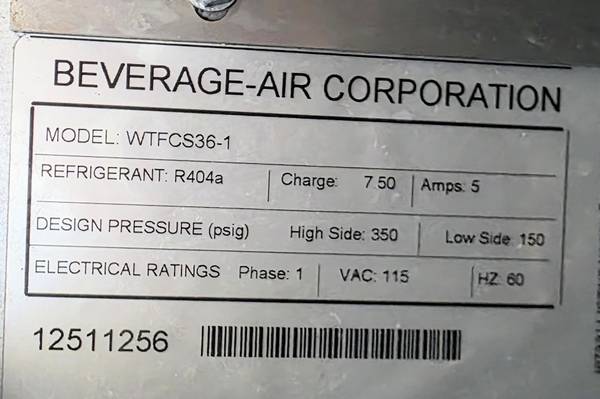 BEVERAGE-AIR CORPORATION
MODEL: WTFCS36-1
REFRIGERANT: R404a Charge: 7.50 Amps: 5
DESIGN PRESSURE (psig) High Side: 350 Low Side 150
ELECTRICAL RATINGS Phase: 1 VAC: 115 HZ 60
12511256